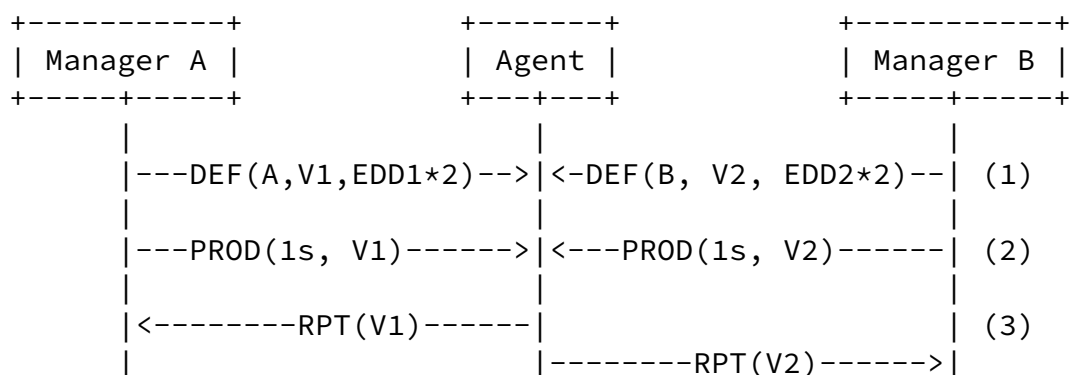 +-----------+           +-------+           +-----------+
| Manager A |           | Agent |           | Manager B |
+-----+-----+           +---+---+           +-----+-----+
      |                     |                     |
      |---DEF(A,V1,EDD1*2)-->|<-DEF(B, V2, EDD2*2)--| (1)
      |                     |                     |
      |---PROD(1s, V1)------>|<---PROD(1s, V2)------| (2)
      |                     |                     |
      |<--------RPT(V1)------|                     | (3)
      |                     |--------RPT(V2)------>|